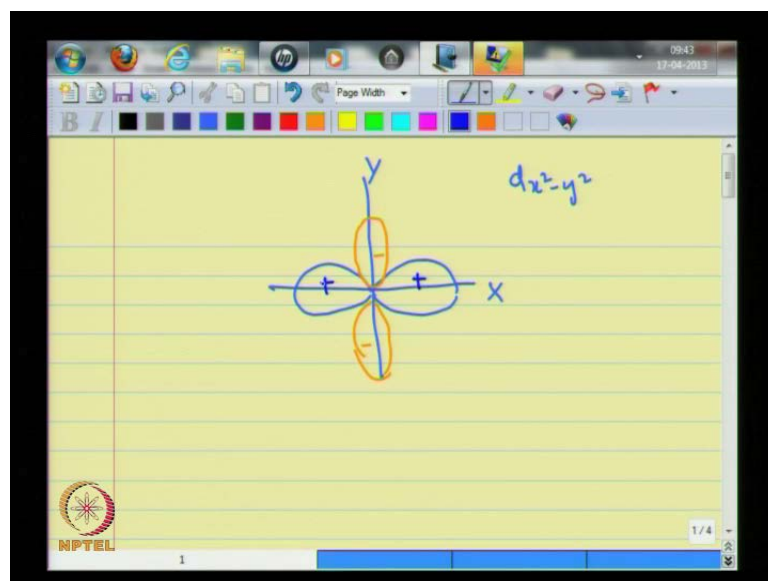 09:43
17-04-2013
Page Width
B I
Y
dx²-y²
-
+ +
X
-
NPTEL
1/4
1